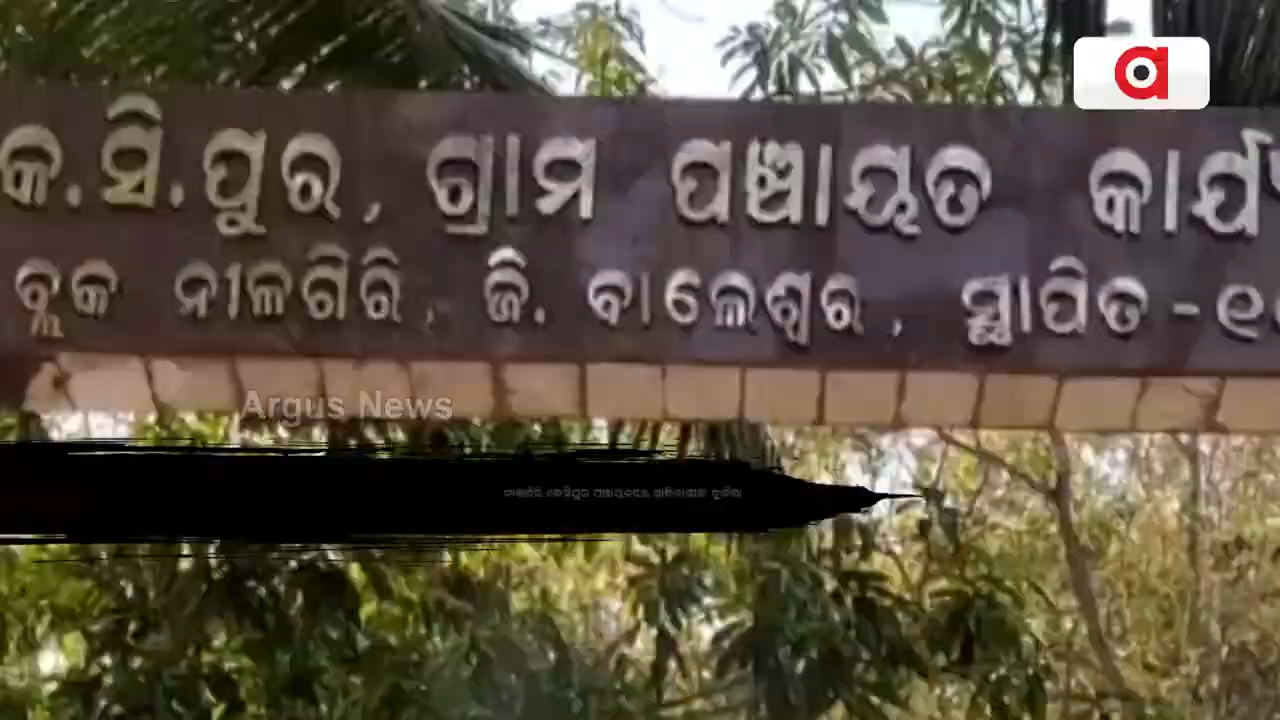 କ.ସି.ପୁର, ଗ୍ରାମ ପଞ୍ଚାୟତ
ବ୍ଲକ ନୀଳଗିରି, ଜି. ବାଲେଶ୍ୱର, ସ୍ଥାପିତ -
Argus News